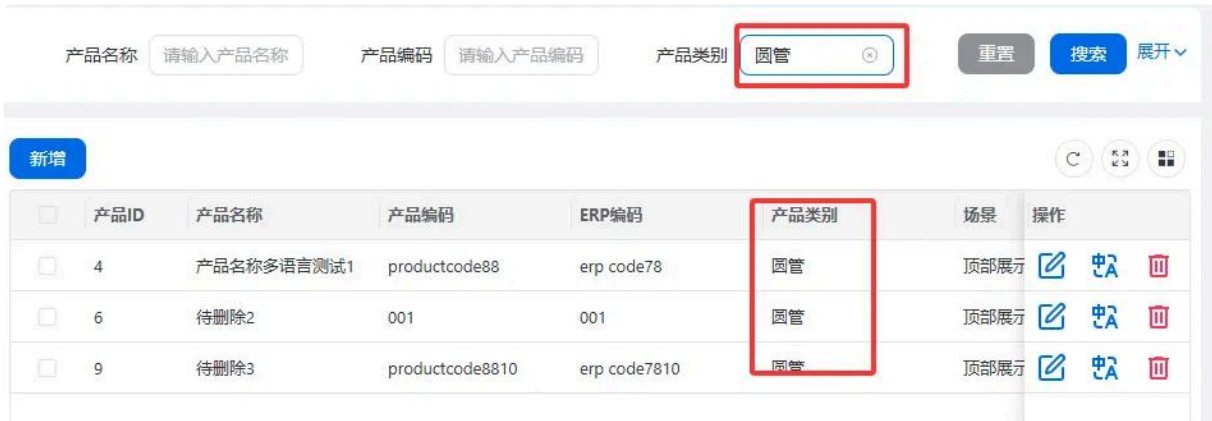 产品名称 请输入产品名称 产品编码 请输入产品编码 产品类别 圆管 重置 搜索 展开
新增
产品ID 产品名称 产品编码 ERP编码 产品类别 场景 操作
4 产品名称多语言测试1 productcode88 erp code78 圆管 顶部展示
6 待删除2 001 001 圆管 顶部展示
9 待删除3 productcode8810 erp code7810 圆管 顶部展示